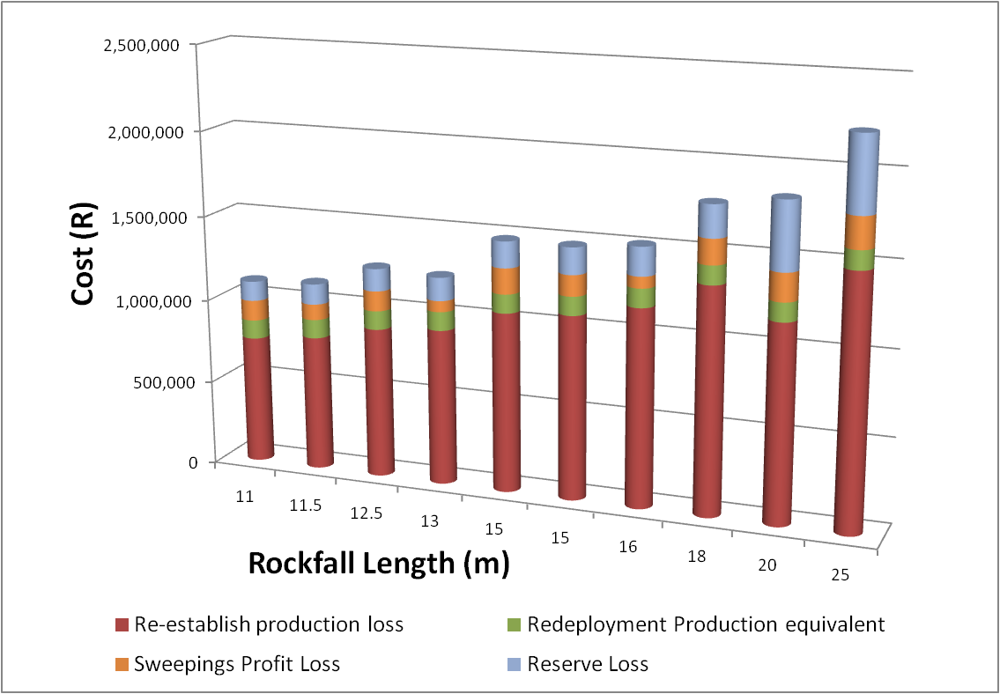 2,500,000
2,000,000
1,500,000
1,000,000
500,000
0
Cost (R)
11
11.5
12.5
13
15
15
16
18
20
25
Rockfall Length (m)
Re-establish production loss
Redeployment Production equivalent
Sweepings Profit Loss
Reserve Loss